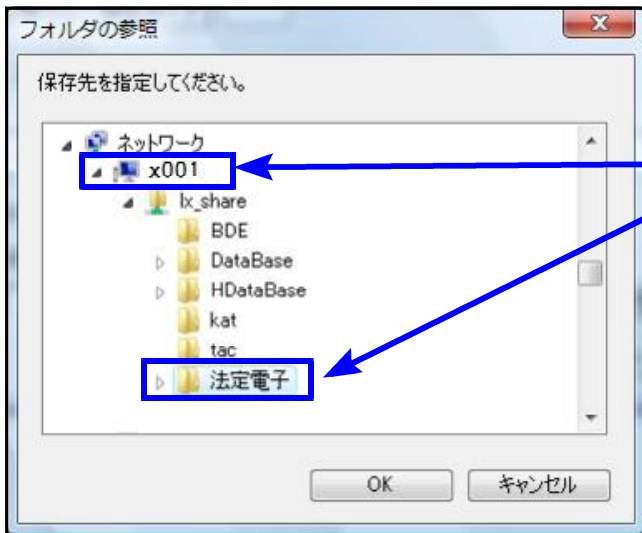 フォルダの参照
保存先を指定してください。
ネットワーク
x001
lx_share
BDE
DataBase
HDataBase
kat
tac
法定電子
OK
キャンセル